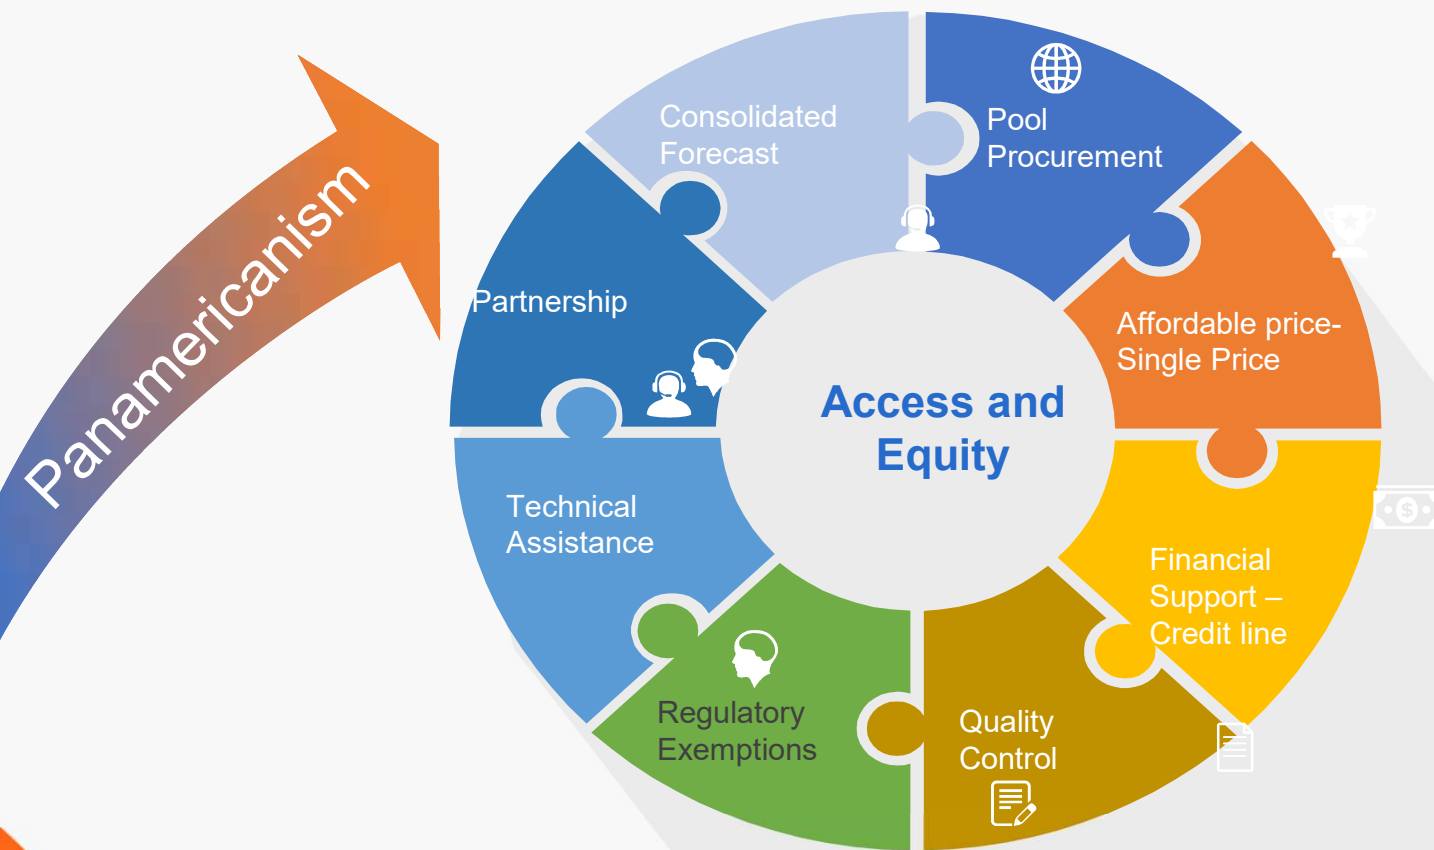 Panamericanism
Consolidated
Forecast
Pool
Procurement
Affordable price-
Single Price
Financial
Support –
Credit line
Quality
Control
Regulatory
Exemptions
Technical
Assistance
Partnership
Access and
Equity
$